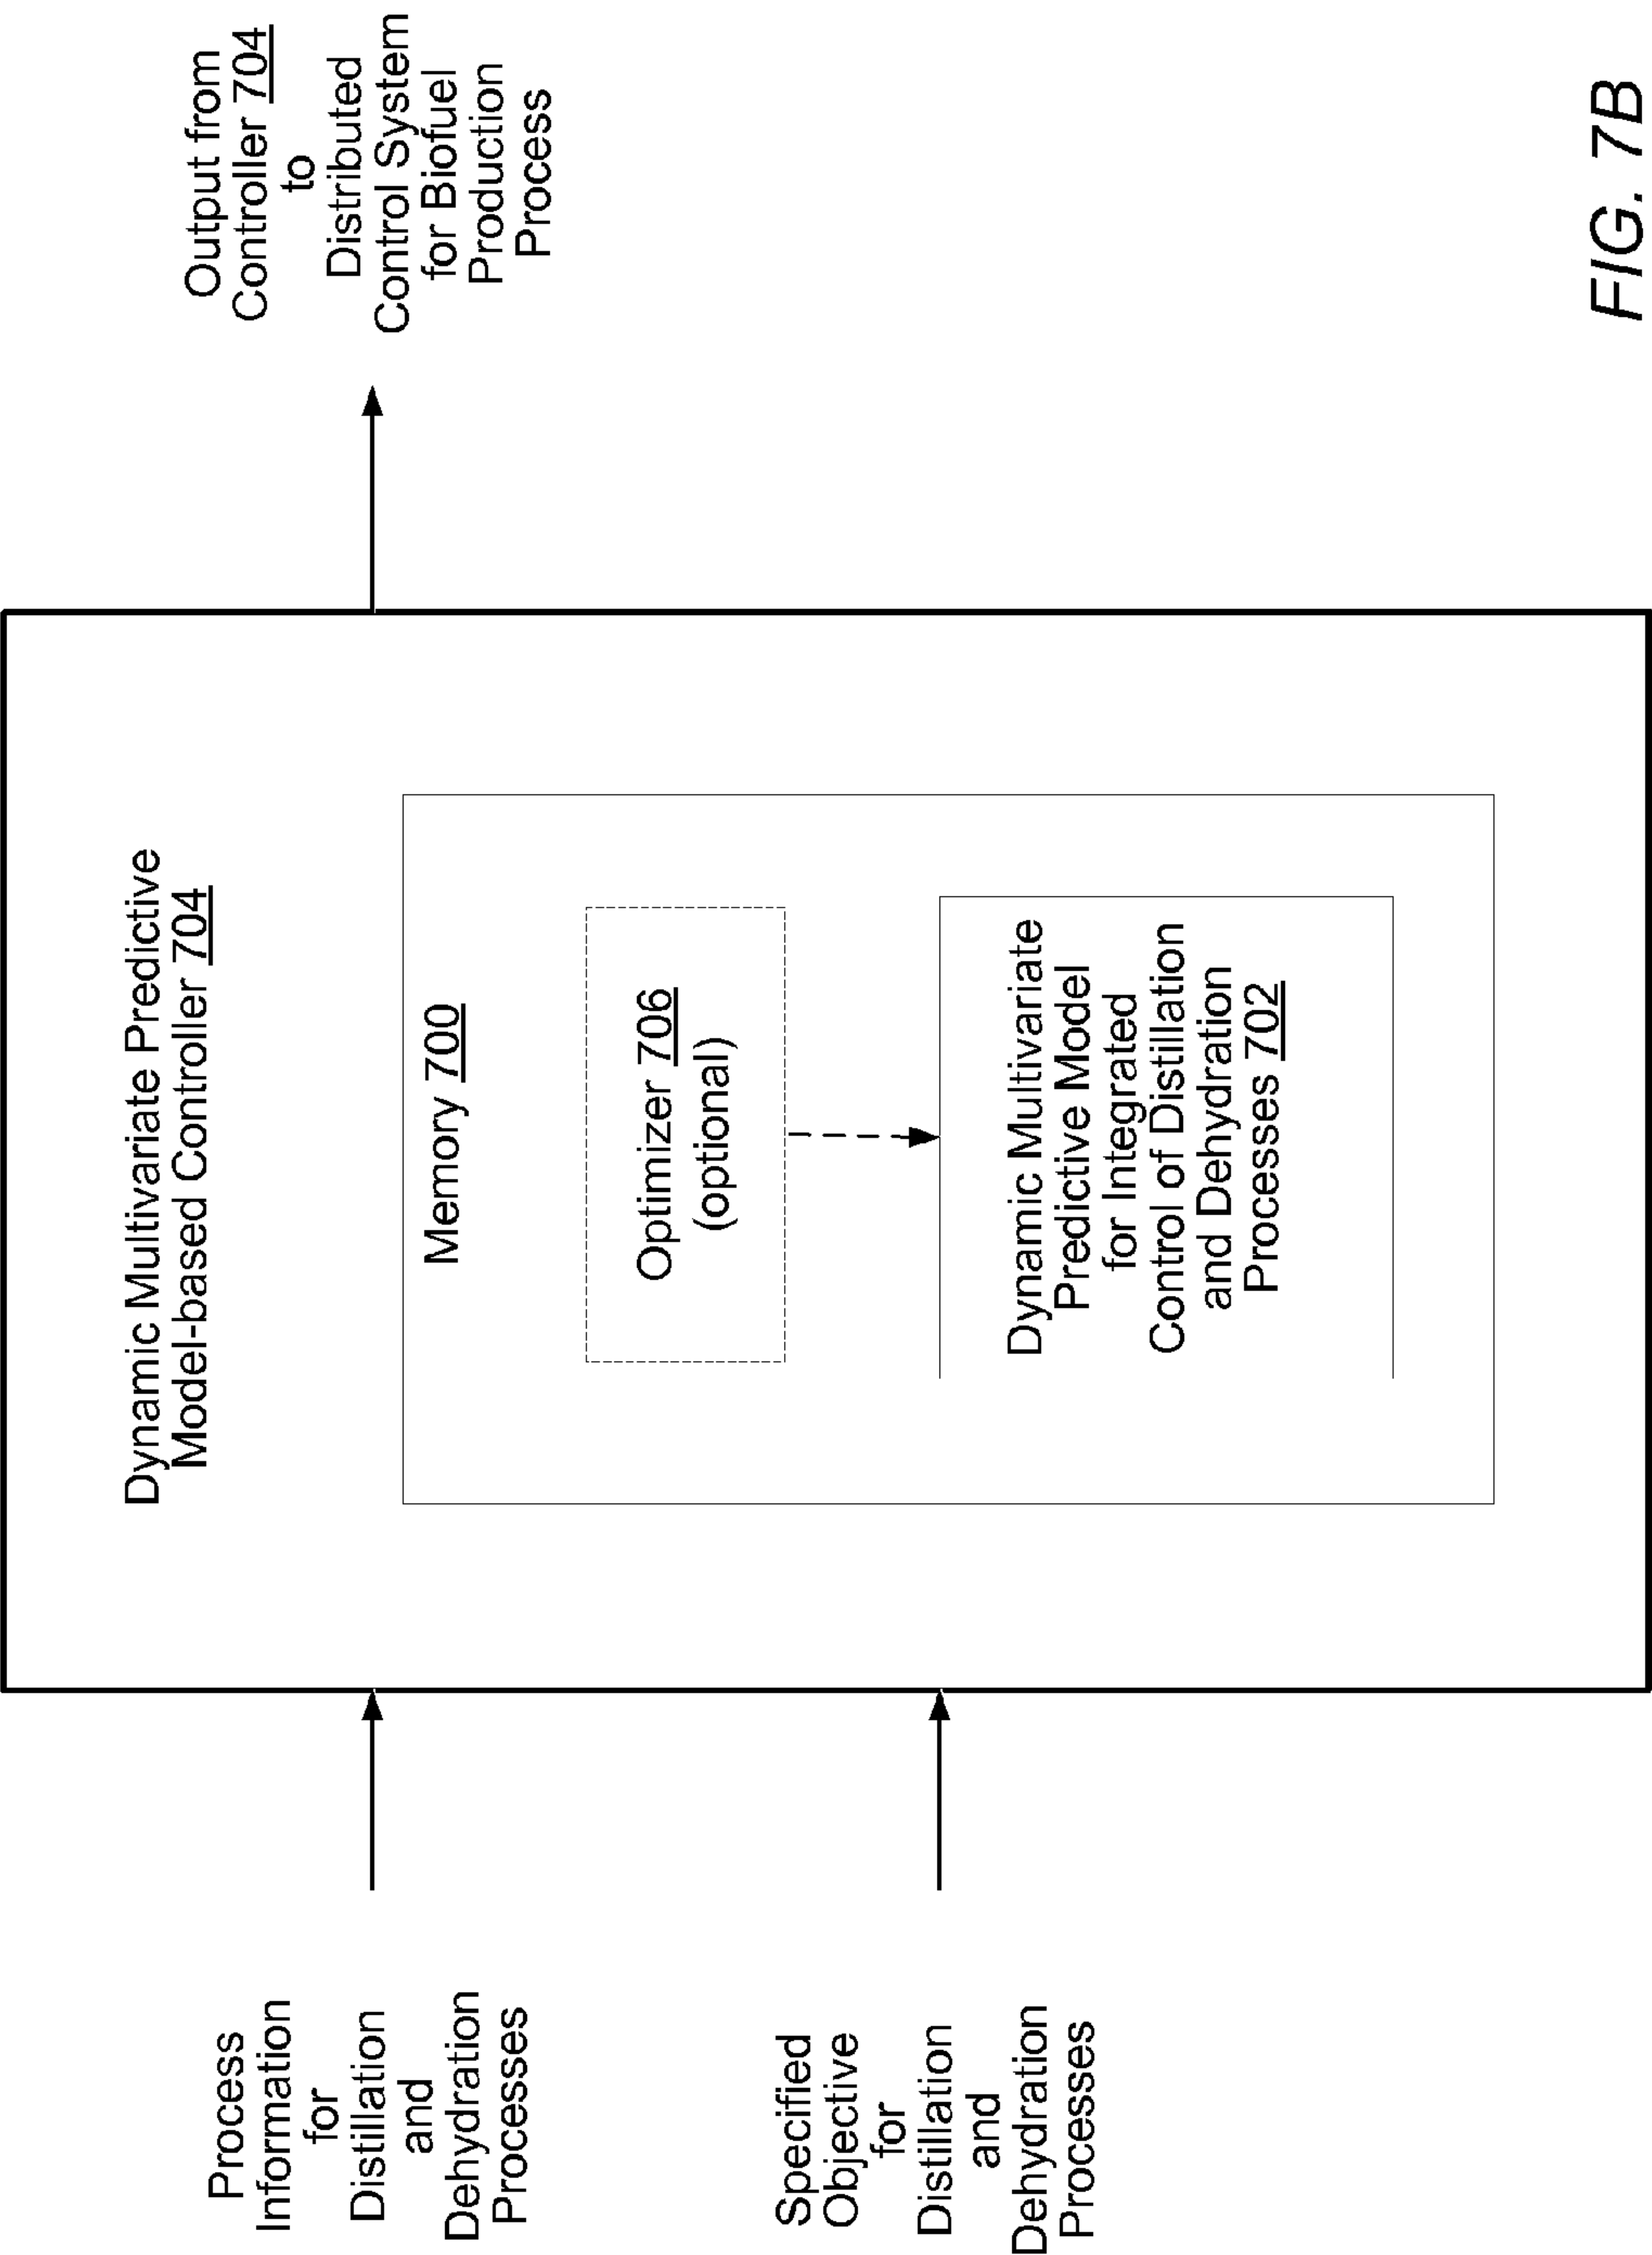 Process
Information
for
Distillation
and
Dehydration
Processes
Specified
Objective
for
Distillation
and
Dehydration
Processes
Dynamic Multivariate Predictive
Model-based Controller 704
Memory 700
Optimizer 706
(optional)
Dynamic Multivariate
Predictive Model
for Integrated
Control of Distillation
and Dehydration
Processes 702
Output from
Controller 704
to
Distributed
Control System
for Biofuel
Production
Process
FIG. 7B